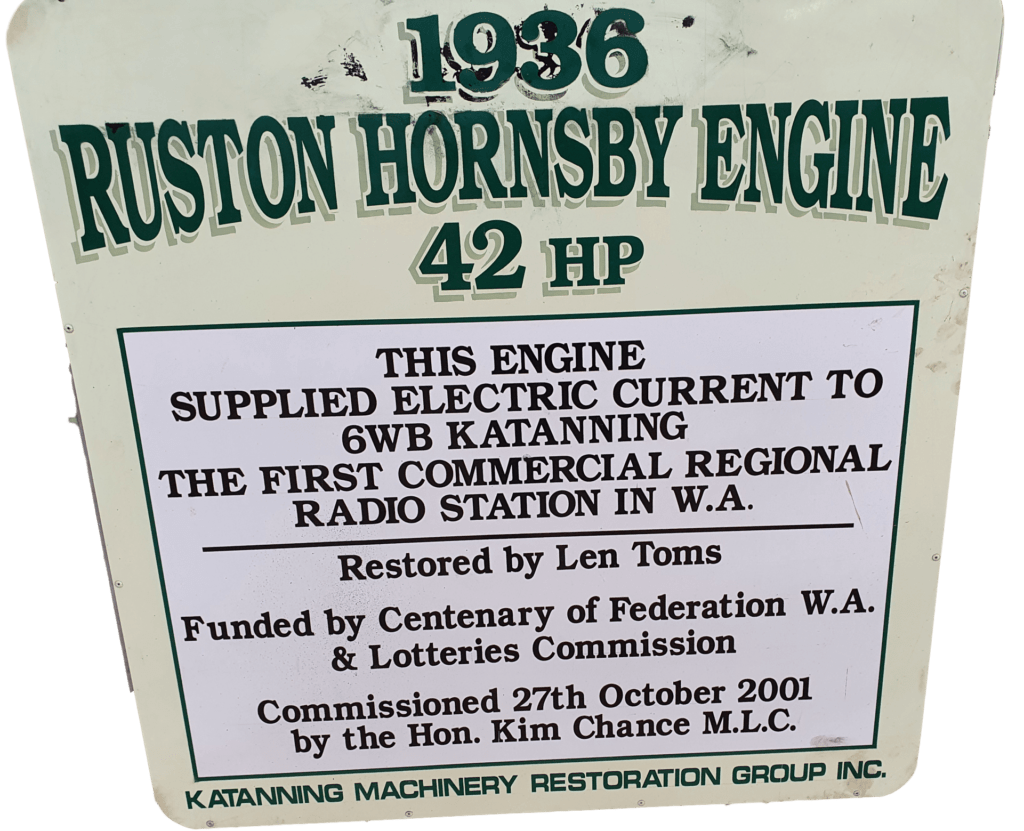 1936
RUSTON HORNSBY ENGINE
42 HP
THIS ENGINE
SUPPLIED ELECTRIC CURRENT TO
6WB KATANNING
THE FIRST COMMERCIAL REGIONAL
RADIO STATION IN W.A.
Restored by Len Toms
Funded by Centenary of Federation W.A.
& Lotteries Commission
Commissioned 27th October 2001
by the Hon. Kim Chance M.L.C.
KATANNING MACHINERY RESTORATION GROUP INC.